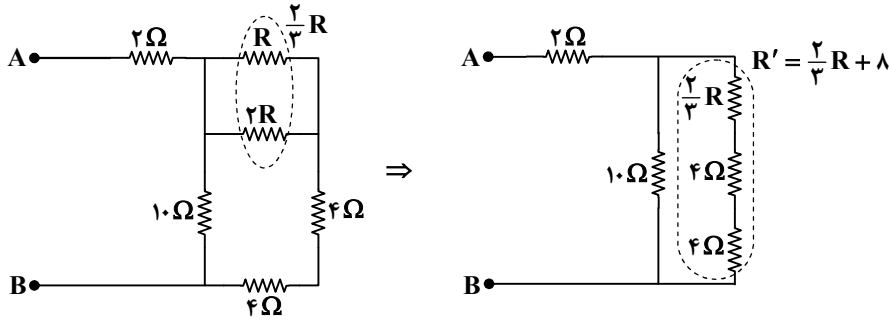 A ۲Ω R ۲/۳ R
۲R
۱۰Ω ۴Ω
B ۴Ω
⇒
A ۲Ω R′ = ۲/۳ R + ۸
۲/۳ R
۱۰Ω ۴Ω
۴Ω
B